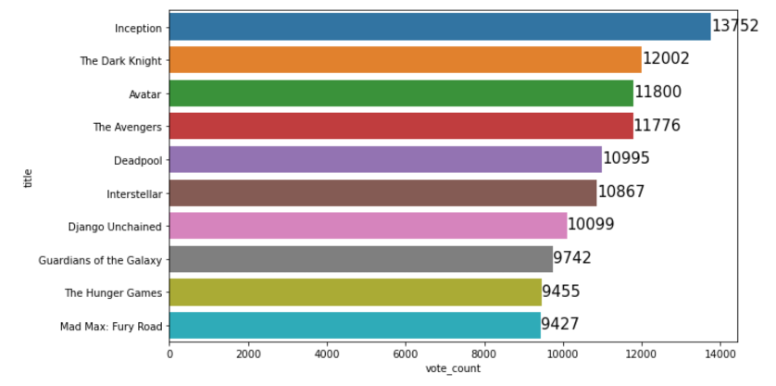 Inception 13752
The Dark Knight 12002
Avatar 11800
The Avengers 11776
Deadpool 10995
title
Interstellar 10867
Django Unchained 10099
Guardians of the Galaxy 9742
The Hunger Games 9455
Mad Max: Fury Road 9427
0 2000 4000 6000 8000 10000 12000 14000
vote_count